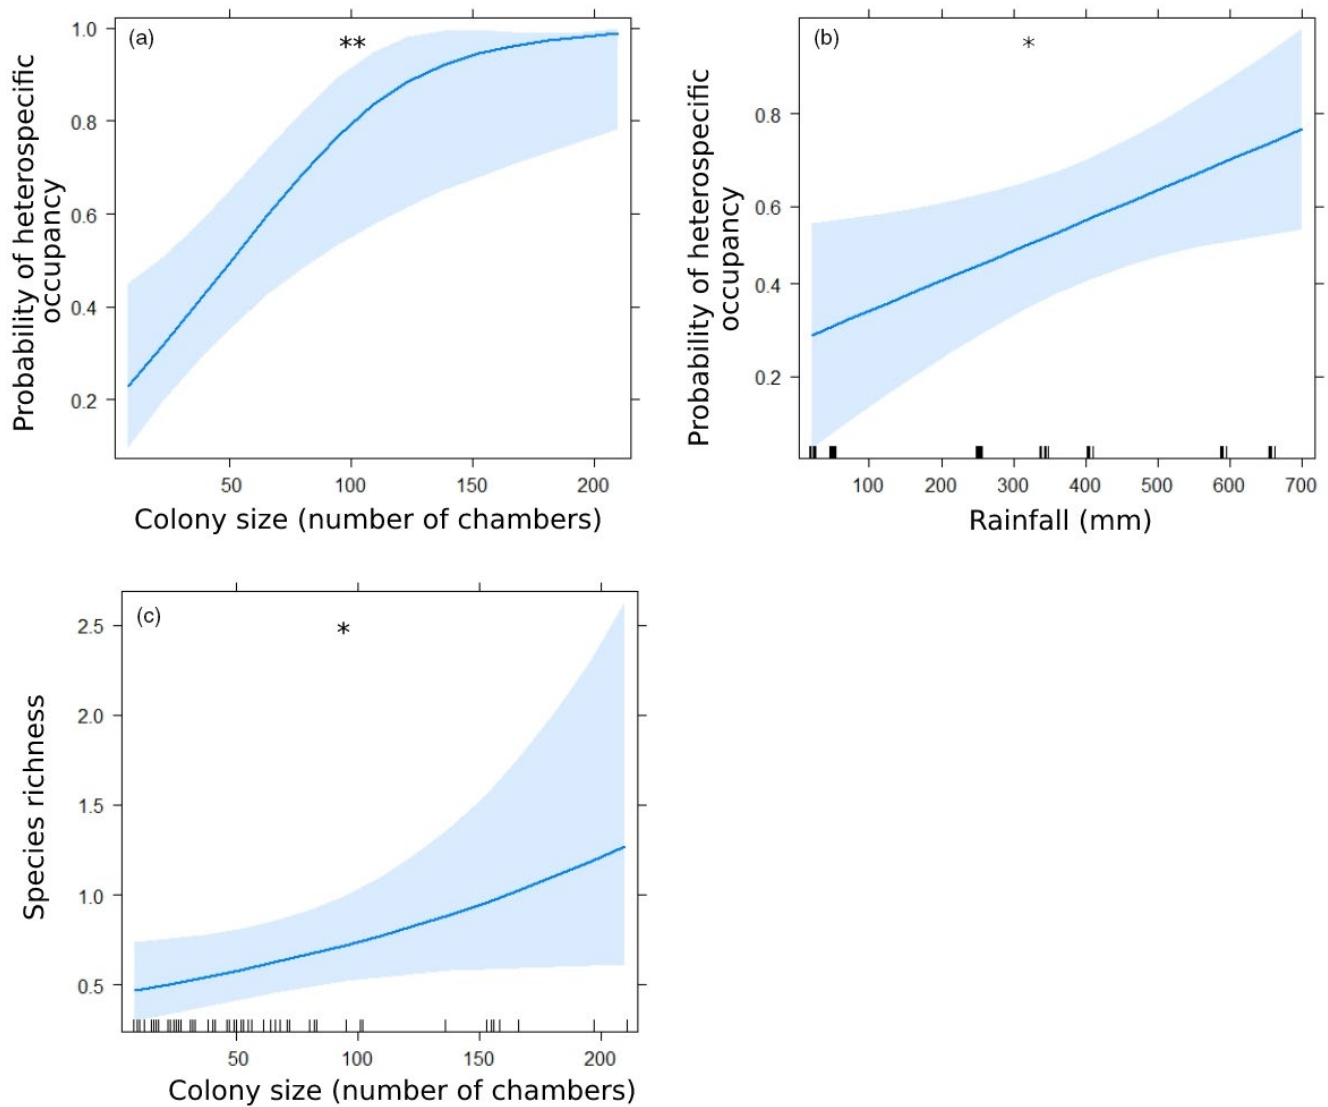 (a)
**
Probability of heterospecific
occupancy
1.0
0.8
0.6
0.4
0.2
50 100 150 200
Colony size (number of chambers)
(b)
*
Probability of heterospecific
occupancy
0.8
0.6
0.4
0.2
100 200 300 400 500 600 700
Rainfall (mm)
(c)
*
Species richness
2.5
2.0
1.5
1.0
0.5
50 100 150 200
Colony size (number of chambers)